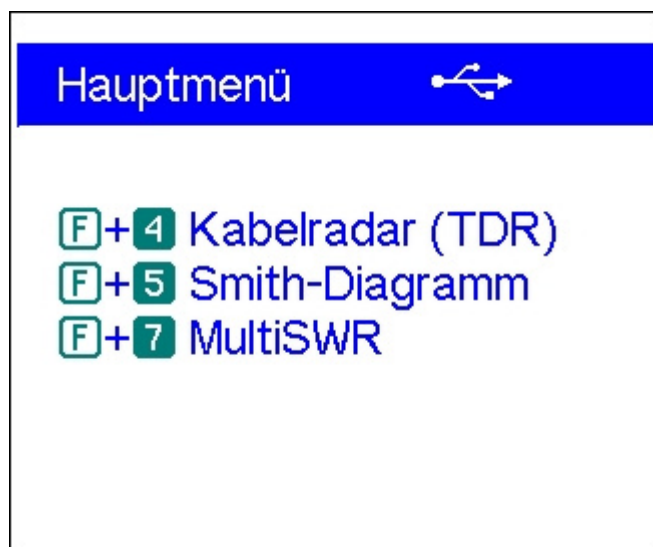 Hauptmenü
F+4 Kabelradar (TDR)
F+5 Smith-Diagramm
F+7 MultiSWR